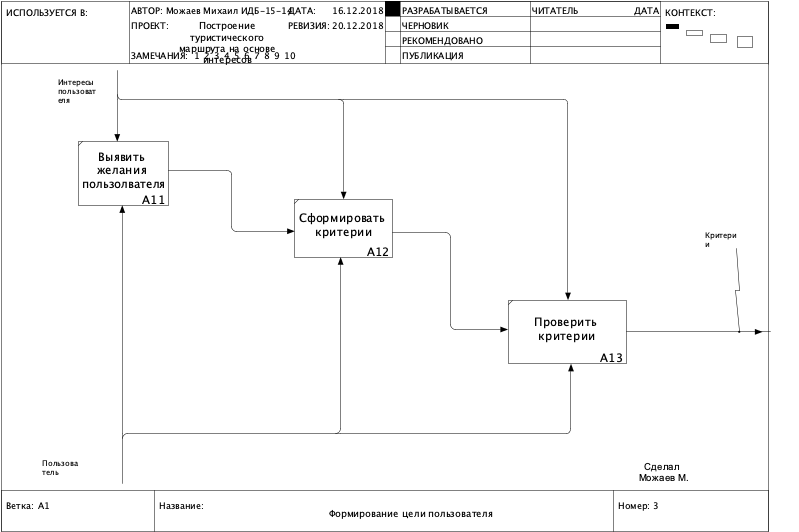 ИСПОЛЬЗУЕТСЯ В:
АВТОР: Можаев Михаил ИДБ-15-14
ДАТА: 16.12.2018
ПРОЕКТ: Построение
туристического
маршрута на основе
интересов
РЕВИЗИЯ: 20.12.2018
ЗАМЕЧАНИЯ: 1 2 3 4 5 6 7 8 9 10
РАЗРАБАТЫВАЕТСЯ
ЧЕРНОВИК
РЕКОМЕНДОВАНО
ПУБЛИКАЦИЯ
ЧИТАТЕЛЬ ДАТА
КОНТЕКСТ:
Интересы
пользоват
еля
Выявить
желания
пользолвателя
A11
Сформировать
критерии
A12
Критери
и
Проверить
критерии
A13
Пользова
тель
Сделал
Можаев М.
Ветка: A1
Название:
Формирование цели пользователя
Номер: 3